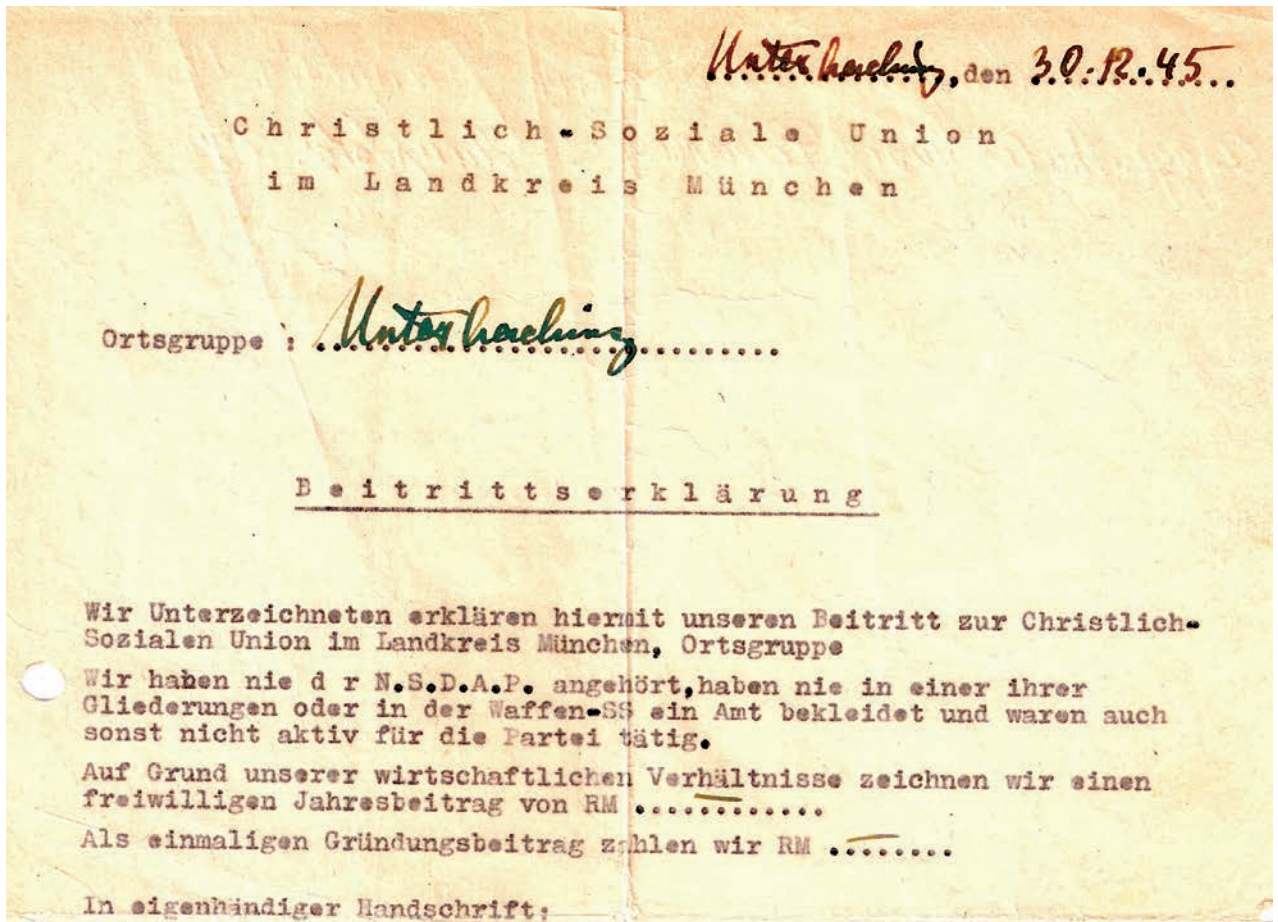 Unterhaching, den 30.12.45
Christlich-Soziale Union
im Landkreis München
Ortsgruppe : Unterhaching
Beitrittserklärung
Wir Unterzeichneten erklären hiermit unseren Beitritt zur Christlich-
Sozialen Union im Landkreis München, Ortsgruppe
Wir haben nie d r N.S.D.A.P. angehört,haben nie in einer ihrer
Gliederungen oder in der Waffen-SS ein Amt bekleidet und waren auch
sonst nicht aktiv für die Partei tätig.
Auf Grund unserer wirtschaftlichen Verhältnisse zeichnen wir einen
freiwilligen Jahresbeitrag von RM ............
Als einmaligen Gründungsbeitrag zahlen wir RM ........
In eigenhändiger Handschrift: